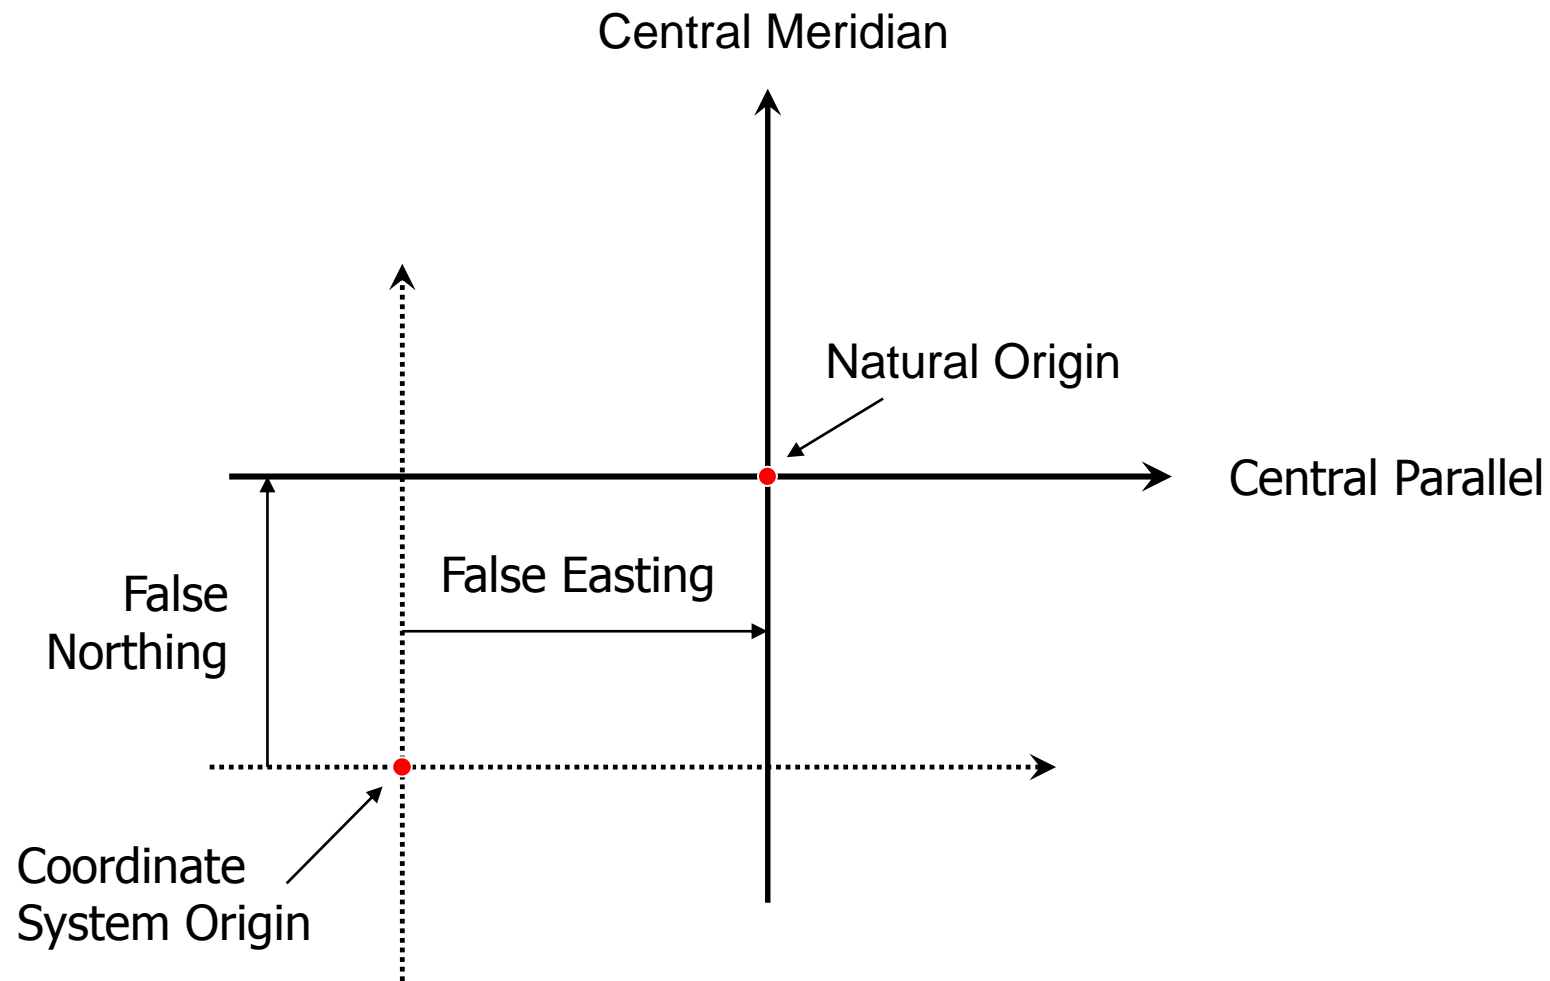 Central Meridian
Natural Origin
Central Parallel
False Easting
False
Northing
Coordinate
System Origin